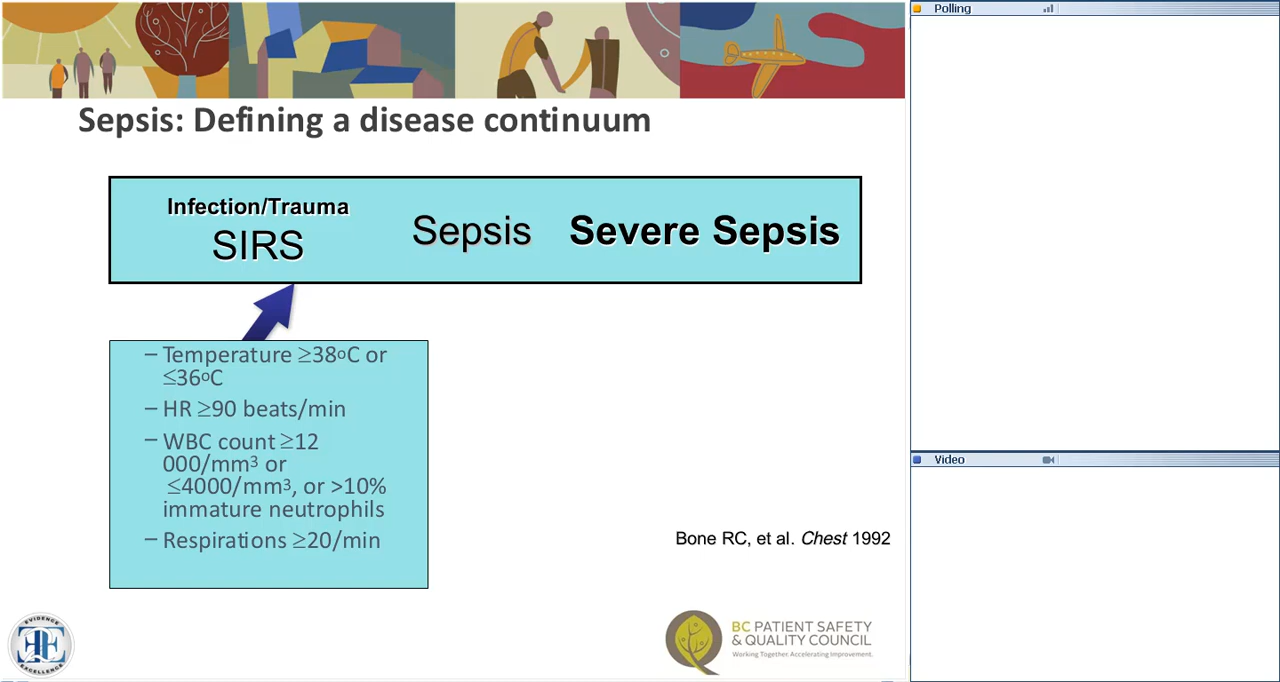 Polling
Sepsis: Defining a disease continuum
Infection/Trauma
SIRS
Sepsis
Severe Sepsis
– Temperature ≥38oC or
≤36oC
– HR ≥90 beats/min
– WBC count ≥12
000/mm3 or
≤4000/mm3, or >10%
immature neutrophils
– Respirations ≥20/min
Video
Bone RC, et al. Chest 1992
EVIDENCE
EXCELLENCE
BC PATIENT SAFETY
& QUALITY COUNCIL
Working Together. Accelerating Improvement.